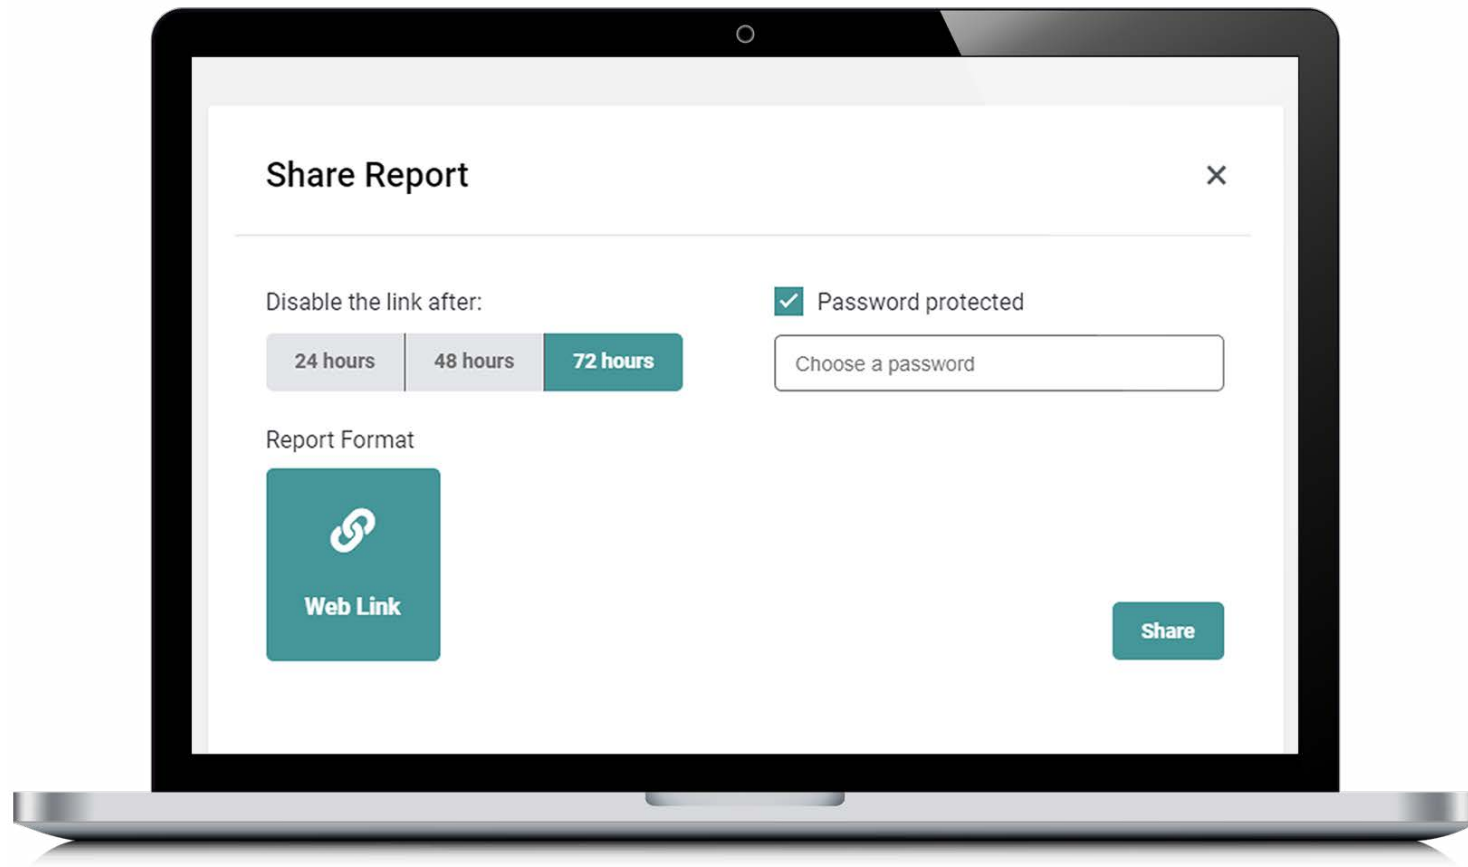 Share Report
Disable the link after:
24 hours 48 hours 72 hours
Password protected
Choose a password
Report Format
Web Link
Share